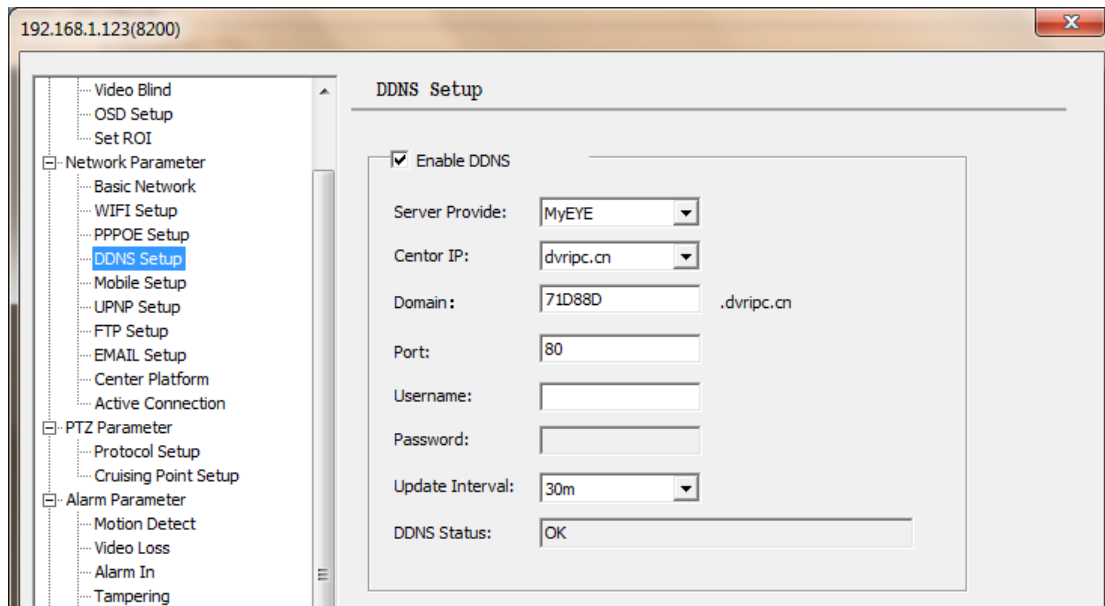 192.168.1.123(8200)
Video Blind
OSD Setup
Set ROI
Network Parameter
Basic Network
WIFI Setup
PPPOE Setup
DDNS Setup
Mobile Setup
UPNP Setup
FTP Setup
EMAIL Setup
Center Platform
Active Connection
PTZ Parameter
Protocol Setup
Cruising Point Setup
Alarm Parameter
Motion Detect
Video Loss
Alarm In
Tampering
DDNS Setup
Enable DDNS
Server Provide: MyEYE
Centor IP: dvripc.cn
Domain: 71D88D .dvripc.cn
Port: 80
Username:
Password:
Update Interval: 30m
DDNS Status: OK